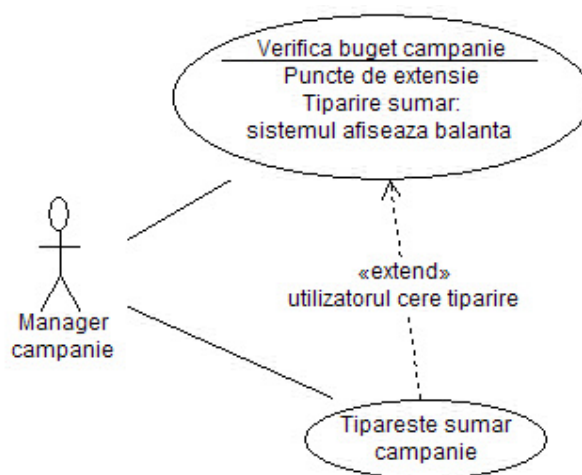 Verifica buget campanie
Puncte de extensie
Tiparire sumar:
sistemul afiseaza balanta
«extend»
utilizatorul cere tiparire
Manager
campanie
Tipareste sumar
campanie